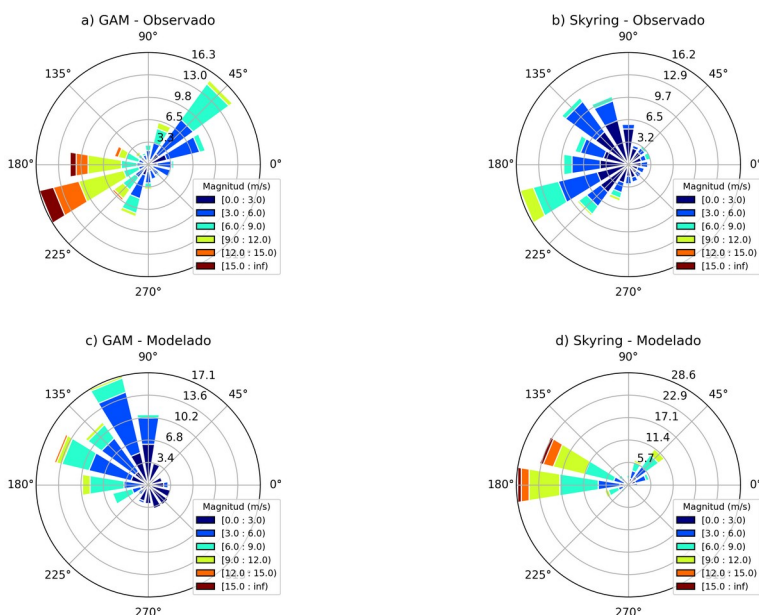 a) GAM - Observado
90°
135°
45°
180°
0°
225°
270°
16.3
13.0
9.8
6.5
3.3
Magnitud (m/s)
[0.0 : 3.0)
[3.0 : 6.0)
[6.0 : 9.0)
[9.0 : 12.0)
[12.0 : 15.0)
[15.0 : inf)
b) Skyring - Observado
90°
135°
45°
180°
0°
225°
270°
16.2
12.9
9.7
6.5
3.2
Magnitud (m/s)
[0.0 : 3.0)
[3.0 : 6.0)
[6.0 : 9.0)
[9.0 : 12.0)
[12.0 : 15.0)
[15.0 : inf)
c) GAM - Modelado
90°
135°
45°
180°
0°
225°
270°
17.1
13.6
10.2
6.8
3.4
Magnitud (m/s)
[0.0 : 3.0)
[3.0 : 6.0)
[6.0 : 9.0)
[9.0 : 12.0)
[12.0 : 15.0)
[15.0 : inf)
d) Skyring - Modelado
90°
135°
45°
180°
0°
225°
270°
28.6
22.9
17.1
11.4
5.7
Magnitud (m/s)
[0.0 : 3.0)
[3.0 : 6.0)
[6.0 : 9.0)
[9.0 : 12.0)
[12.0 : 15.0)
[15.0 : inf)